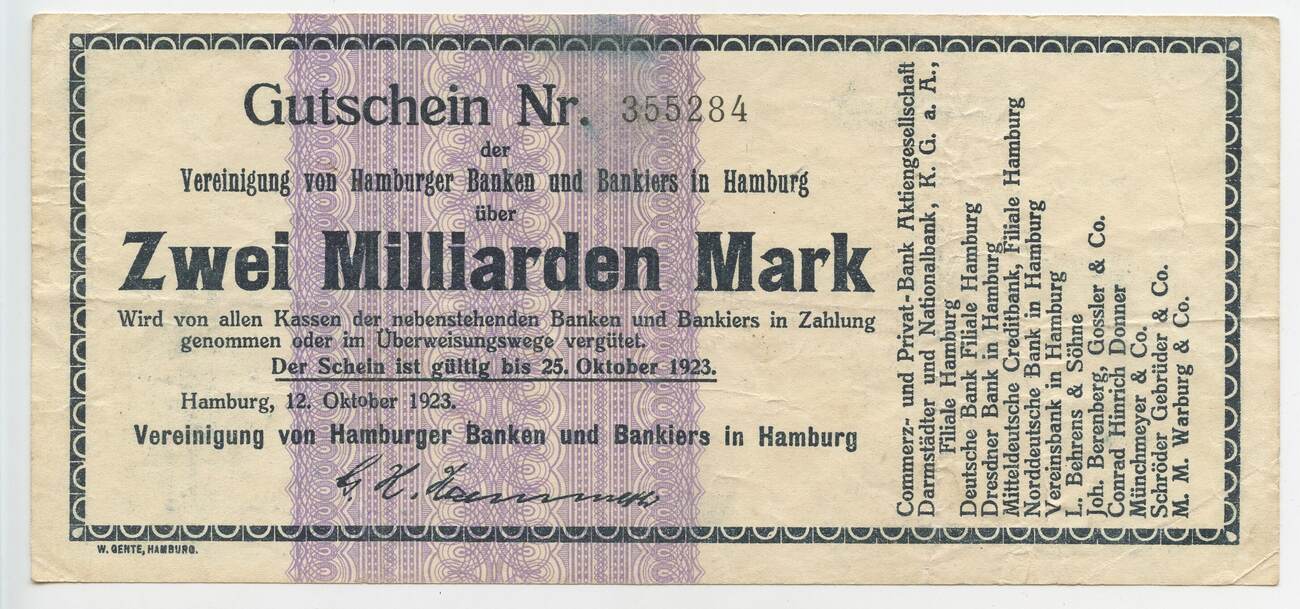 Gutschein Nr. 355284
der
Vereinigung von Hamburger Banken und Bankiers in Hamburg
über
Zwei Milliarden Mark
Wird von allen Kassen der nebenstehenden Banken und Bankiers in Zahlung
genommen oder im Überweisungswege vergütet.
Der Schein ist gültig bis 25. Oktober 1923.
Hamburg, 12. Oktober 1923.
Vereinigung von Hamburger Banken und Bankiers in Hamburg
W. GENTE, HAMBURG.
Commerz- und Privat-Bank Aktiengesellschaft
Darmstädter und Nationalbank, K. G. a. A.,
Filiale Hamburg
Deutsche Bank Filiale Hamburg
Dresdner Bank in Hamburg
Mitteldeutsche Creditbank, Filiale Hamburg
Norddeutsche Bank in Hamburg
Vereinsbank in Hamburg
L. Behrens & Söhne
Joh. Berenberg, Gossler & Co.
Conrad Hinrich Donner
Münchmeyer & Co.
Schröder Gebrüder & Co.
M. M. Warburg & Co.